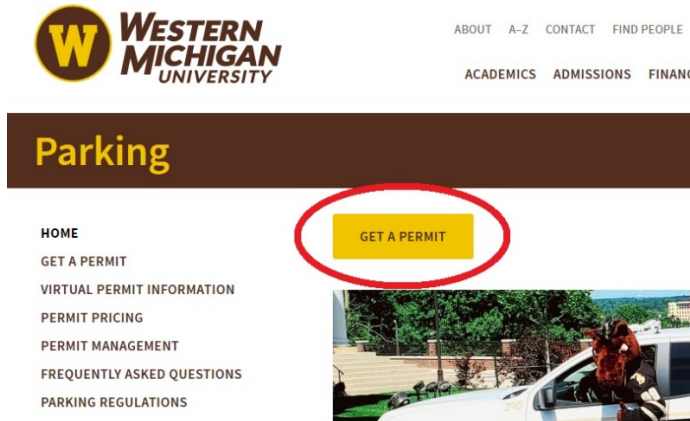 W
WESTERN
MICHIGAN
UNIVERSITY
ABOUT A–Z CONTACT FIND PEOPLE
ACADEMICS ADMISSIONS
Parking
HOME
GET A PERMIT
VIRTUAL PERMIT INFORMATION
PERMIT PRICING
PERMIT MANAGEMENT
FREQUENTLY ASKED QUESTIONS
PARKING REGULATIONS
GET A PERMIT